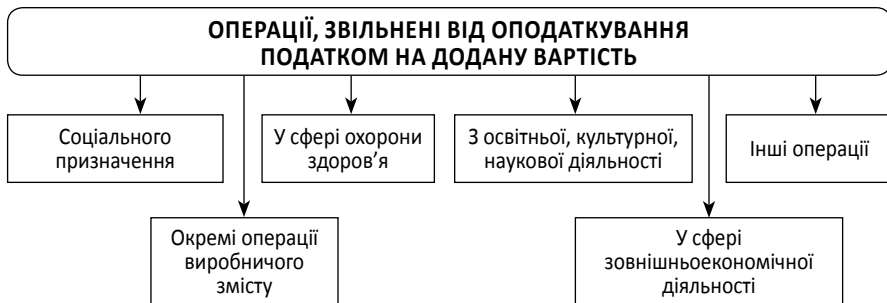 ОПЕРАЦІЇ, ЗВІЛЬНЕНІ ВІД ОПОДАТКУВАННЯ
ПОДАТКОМ НА ДОДАНУ ВАРТІСТЬ
Соціального
призначення
У сфері охорони
здоров’я
З освітньої, культурної,
наукової діяльності
Інші операції
Окремі операції
виробничого
змісту
У сфері
зовнішньоекономічної
діяльності